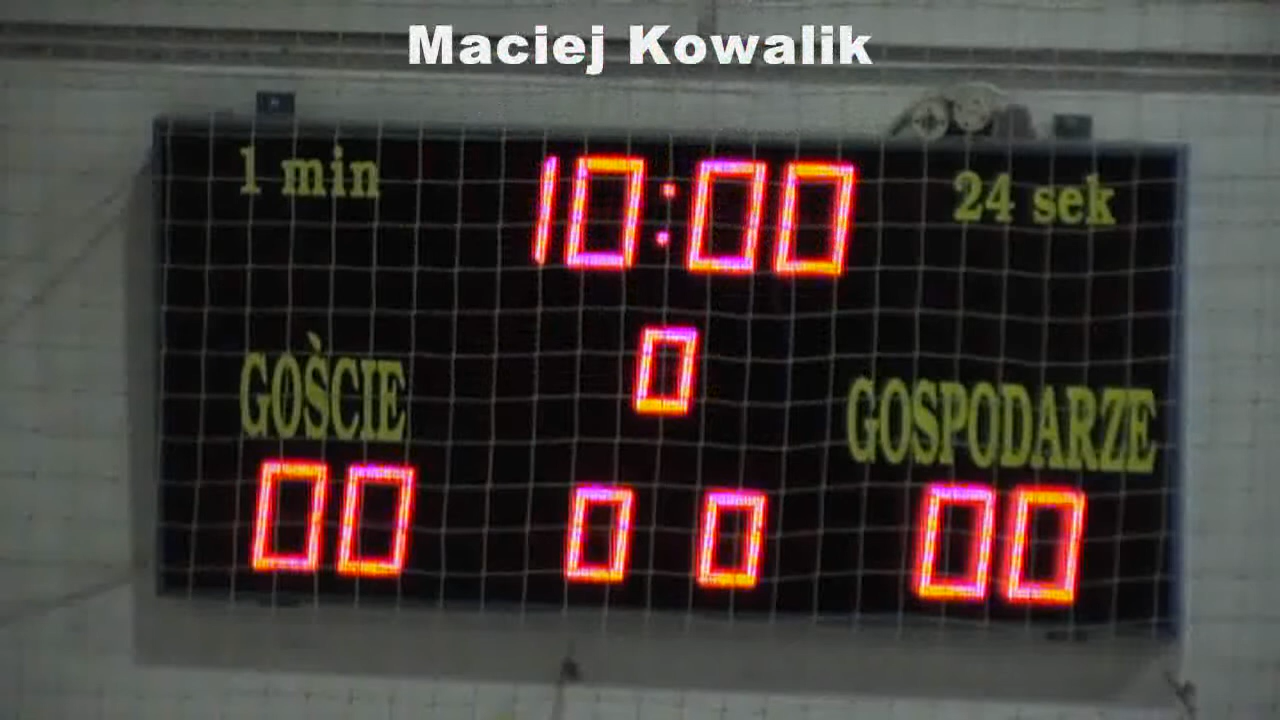 Maciej Kowalik
1 min 10:00 24 sek
0
GOŚCIE GOSPODARZE
00 0 0 00